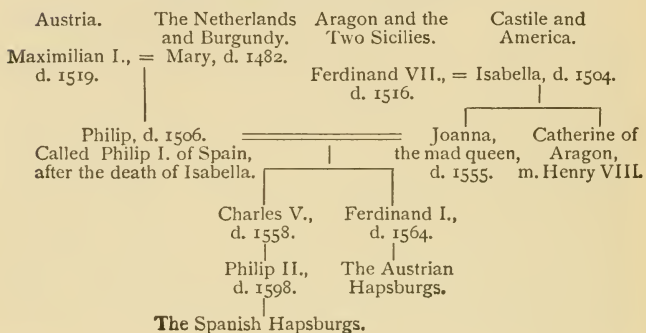 Austria. The Netherlands Aragon and the Castile and
and Burgundy. Two Sicilies. America.
Maximilian I., = Mary, d. 1482.
d. 1519. Ferdinand VII., = Isabella, d. 1504.
d. 1516.
Philip, d. 1506. Joanna, Catherine of
Called Philip I. of Spain, the mad queen, Aragon,
after the death of Isabella. d. 1555. m. Henry VIII.
Charles V., Ferdinand I.,
d. 1558. d. 1564.
Philip II., The Austrian
d. 1598. Hapsburgs.
The Spanish Hapsburgs.